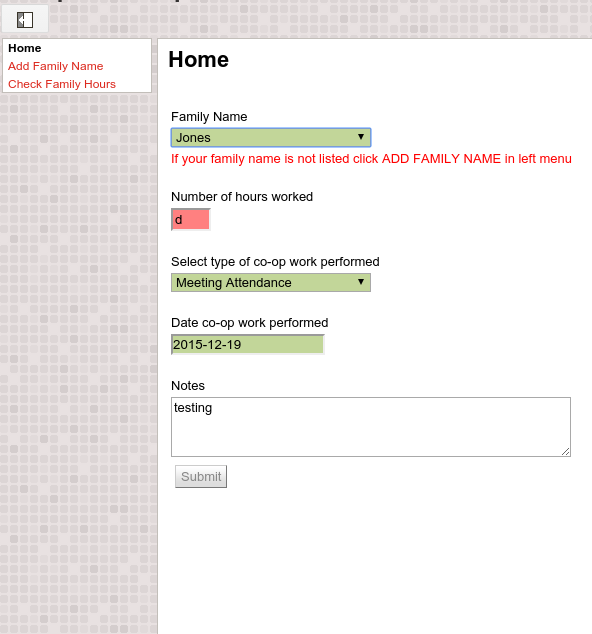 Home
Add Family Name
Check Family Hours
Home
Family Name
Jones
If your family name is not listed click ADD FAMILY NAME in left menu
Number of hours worked
d
Select type of co-op work performed
Meeting Attendance
Date co-op work performed
2015-12-19
Notes
testing
Submit